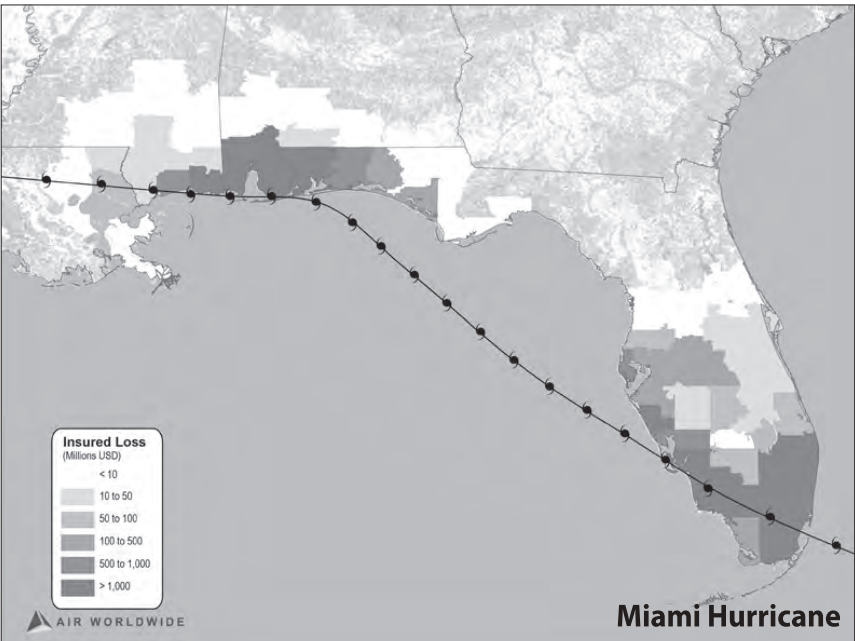 Insured Loss
(Millions USD)
< 10
10 to 50
50 to 100
100 to 500
500 to 1,000
> 1,000
AIR WORLDWIDE
Miami Hurricane